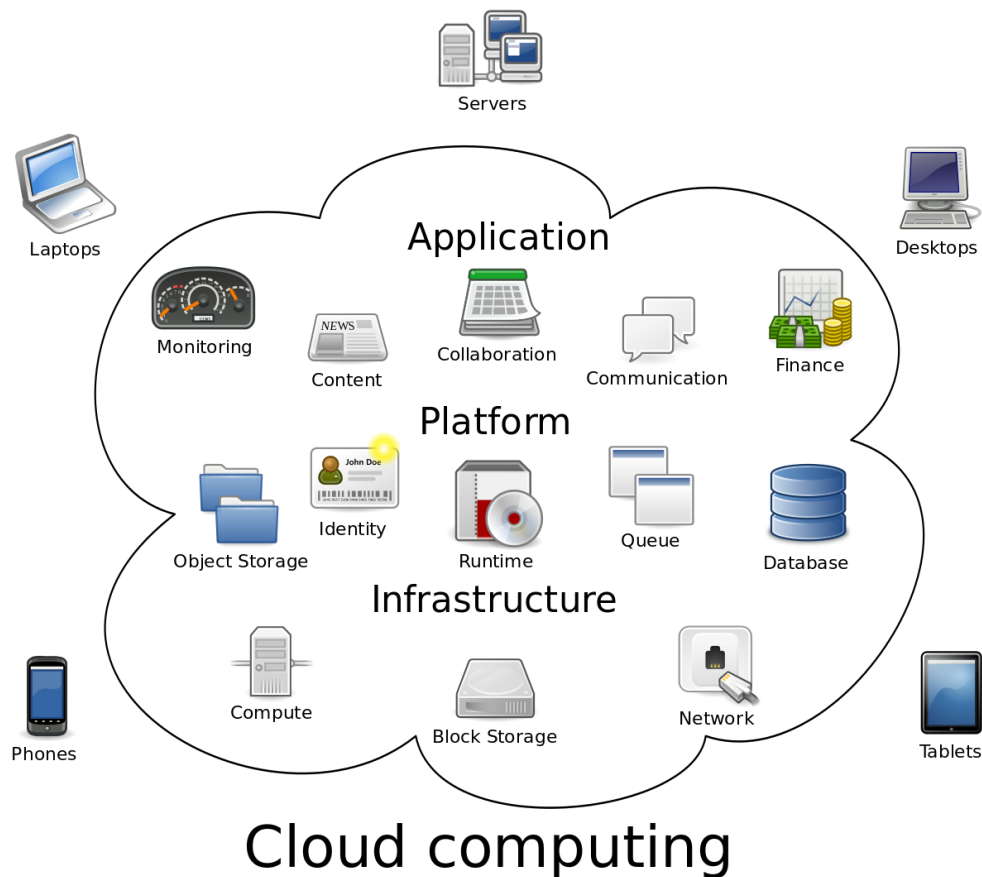 Servers
Laptops
Desktops
Application
Monitoring
NEWS
Content
Collaboration
Communication
Finance
Platform
John Doe
Identity
Object Storage
Runtime
Queue
Database
Infrastructure
Compute
Block Storage
Network
Phones
Tablets
Cloud computing